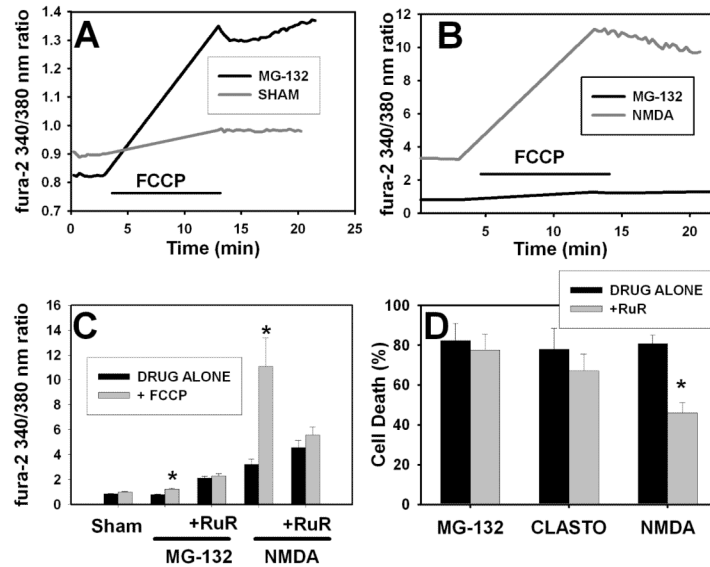 A
fura-2 340/380 nm ratio
1.4
1.3
1.2
1.1
1.0
0.9
0.8
0.7
MG-132
SHAM
FCCP
0 5 10 15 20 25
Time (min)
B
fura-2 340/380 nm ratio
12
10
8
6
4
2
0
MG-132
NMDA
FCCP
5 10 15 20
Time (min)
C
fura-2 340/380 nm ratio
16
14
12
10
8
6
4
2
0
DRUG ALONE
+ FCCP
*
*
Sham +RuR +RuR
MG-132 NMDA
D
Cell Death (%)
100
80
60
40
20
0
DRUG ALONE
+RuR
*
MG-132 CLASTO NMDA